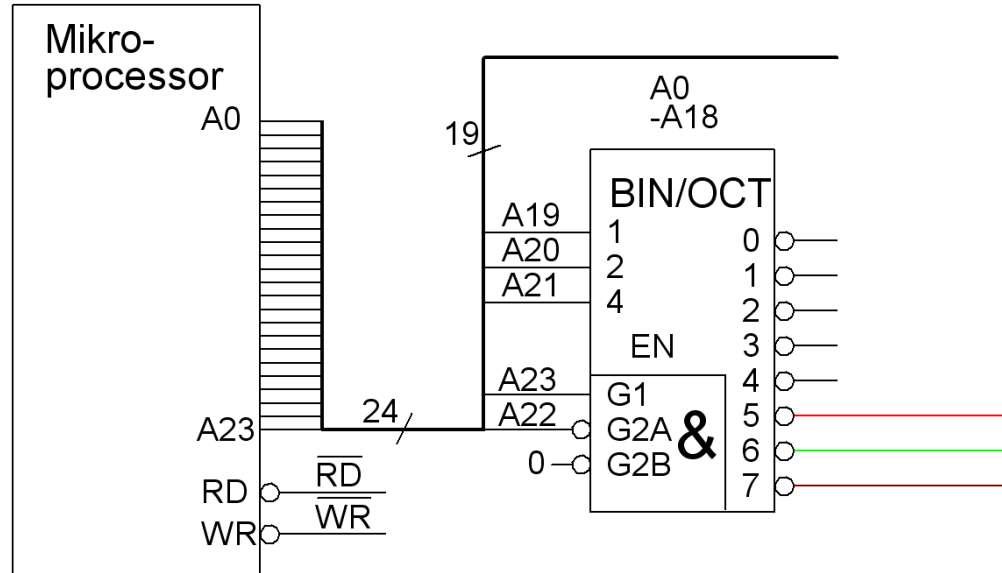 Mikro-
processor
A0
A23
RD
WR
RD
WR
24
19
A0
-A18
A19
A20
A21
A23
A22
0
BIN/OCT
1
2
4
EN
G1
G2A
G2B
&
0
1
2
3
4
5
6
7